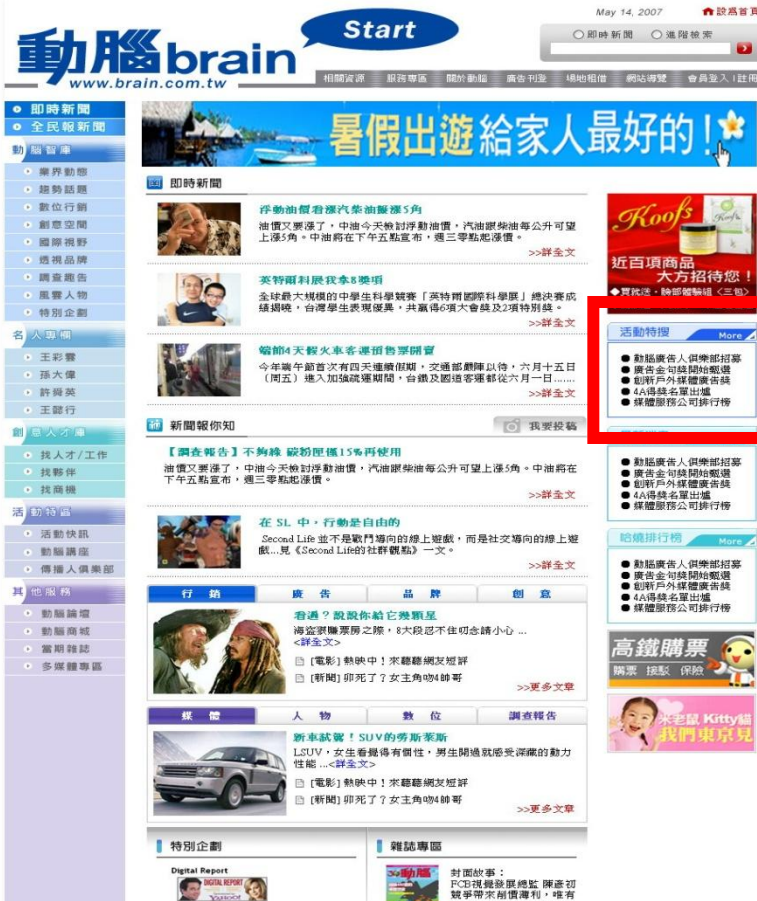 May 14, 2007
設為首頁
Start
動腦brain
www.brain.com.tw
即時新聞
進階檢索
相關資源
服務專區
關於動腦
廣告刊登
場地租借
網站導覽
會員登入|註冊
即時新聞
全民報新聞
動腦智庫
業界動態
趨勢話題
數位行銷
創意空間
國際視野
透視品牌
調查報告
風雲人物
特別企劃
名人專欄
王彩雲
孫大偉
許舜英
王懿行
創意人才庫
找人才/工作
找夥伴
找商機
活動特區
活動快訊
動腦講座
傳播人俱樂部
其他服務
動腦論壇
動腦商城
當期雜誌
多媒體專區
暑假出遊給家人最好的!
即時新聞
浮動油價看漲汽柴油擬漲5角
油價又要漲了,中油今天檢討浮動油價,汽油跟柴油每公升可望
上漲5角。中油將在下午五點宣布,週三零點起漲價。
>>詳全文
英特爾科展我拿8獎項
全球最大規模的中學生科學競賽「英特爾國際科學展」總決賽成
績揭曉,台灣學生表現優異,共贏得6項大會獎及2項特別獎。
>>詳全文
端節4天假火車客運預售票開賣
今年端午節首次有四天連續假期,交通部嚴陣以待,六月十五日
(周五)進入加強疏運期間,台鐵及國道客運都從六月一日......
>>詳全文
新聞報你知
我要投稿
【調查報告】不夠綠 碳粉匣僅15%再使用
油價又要漲了,中油今天檢討浮動油價,汽油跟柴油每公升可望上漲5角。中油將在
下午五點宣布,週三零點起漲價。
>>詳全文
在 SL 中,行動是自由的
Second Life 並不是戰鬥導向的線上遊戲,而是社交導向的線上遊
戲...見《Second Life的社群觀點》一文。
>>詳全文
行銷
廣告
品牌
創意
看過?說說你給它幾顆星
海盜狠賺票房之際,8大段忍不住叨念請小心 ...
<詳全文>
[電影] 熱映中!來聽聽網友短評
[新聞] 卯死了?女主角吻4帥哥
>>更多文章
媒體
人物
數位
調查報告
新車試駕!SUV的勞斯萊斯
LSUV,女生看覺得有個性,男生開過就感受深藏的動力
性能 ...<詳全文>
[電影] 熱映中!來聽聽網友短評
[新聞] 卯死了?女主角吻4帥哥
>>更多文章
特別企劃
Digital Report
DIGITAL REPORT
YAHOO!
雜誌專區
動腦
封面故事:
FCB視覺發展總監 陳彥初
競爭帶來削價薄利,唯有
Koofs
近百項商品
大方招待您!
◆買就送,臉部體驗組<三包>
活動特搜
More
動腦廣告人俱樂部招募
廣告金句獎開始甄選
創新戶外媒體廣告獎
4A得獎名單出爐
媒體服務公司排行榜
動腦廣告人俱樂部招募
廣告金句獎開始甄選
創新戶外媒體廣告獎
4A得獎名單出爐
媒體服務公司排行榜
哈燒排行榜
More
動腦廣告人俱樂部招募
廣告金句獎開始甄選
創新戶外媒體廣告獎
4A得獎名單出爐
媒體服務公司排行榜
高鐵購票
購票 接駁 保險
米老鼠 Kitty貓
我們東京見